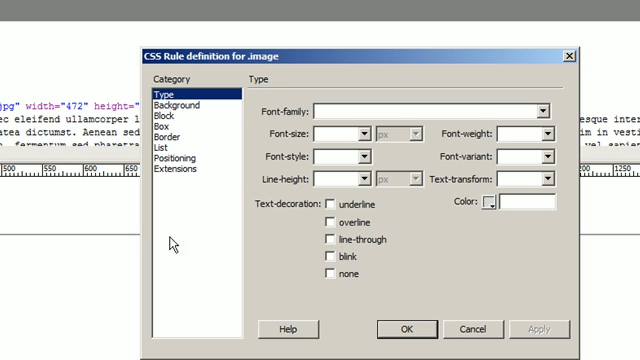 CSS Rule definition for .image
Category
Type
Type
Background
Block
Box
Border
List
Positioning
Extensions
Font-family:
Font-size:
px
Font-weight:
Font-style:
Font-variant:
Line-height:
px
Text-transform:
Text-decoration:
underline
Color:
overline
line-through
blink
none
Help
OK
Cancel
Apply
jpg" width="472" height="
ec eleifend ullamcorper
esque inter
atea dictumst. Aenean sed
im in vesti
. fermentum sed pharetra
vel sapien
500
550
600
650
1200
1250